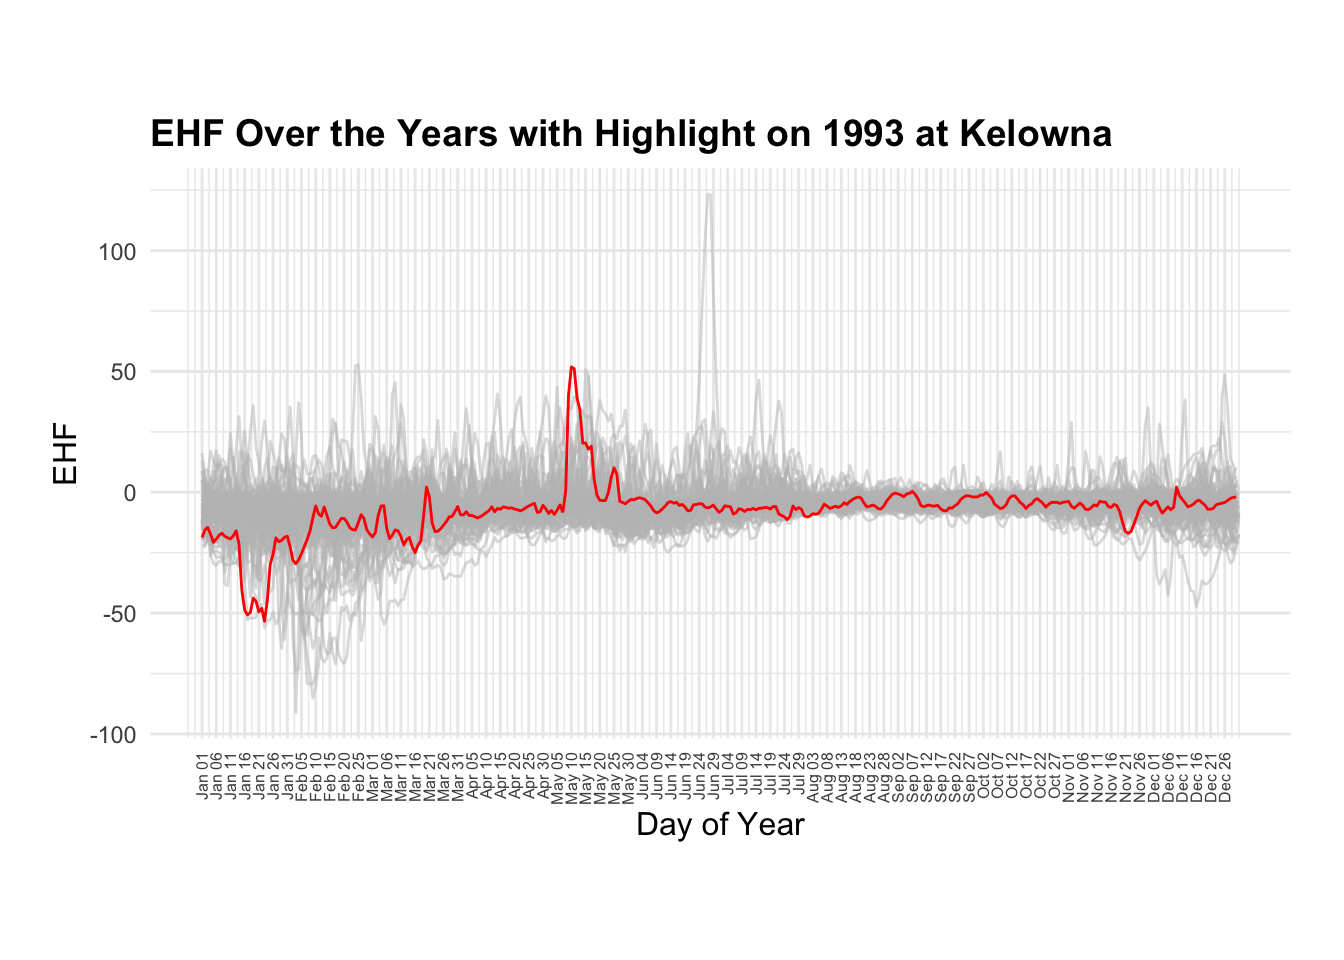 EHF Over the Years with Highlight on 1993 at Kelowna
EHF
100
50
0
-50
-100
Jan 01
Jan 06
Jan 11
Jan 16
Jan 21
Jan 26
Jan 31
Feb 05
Feb 10
Feb 15
Feb 20
Feb 25
Mar 01
Mar 06
Mar 11
Mar 16
Mar 21
Mar 26
Mar 31
Apr 05
Apr 10
Apr 15
Apr 20
Apr 25
Apr 30
May 05
May 10
May 15
May 20
May 25
May 30
Jun 04
Jun 09
Jun 14
Jun 19
Jun 24
Jun 29
Jul 04
Jul 09
Jul 14
Jul 19
Jul 24
Jul 29
Aug 03
Aug 08
Aug 13
Aug 18
Aug 23
Aug 28
Sep 02
Sep 07
Sep 12
Sep 17
Sep 22
Sep 27
Oct 02
Oct 07
Oct 12
Oct 17
Oct 22
Oct 27
Nov 01
Nov 06
Nov 11
Nov 16
Nov 21
Nov 26
Dec 01
Dec 06
Dec 11
Dec 16
Dec 21
Dec 26
Day of Year